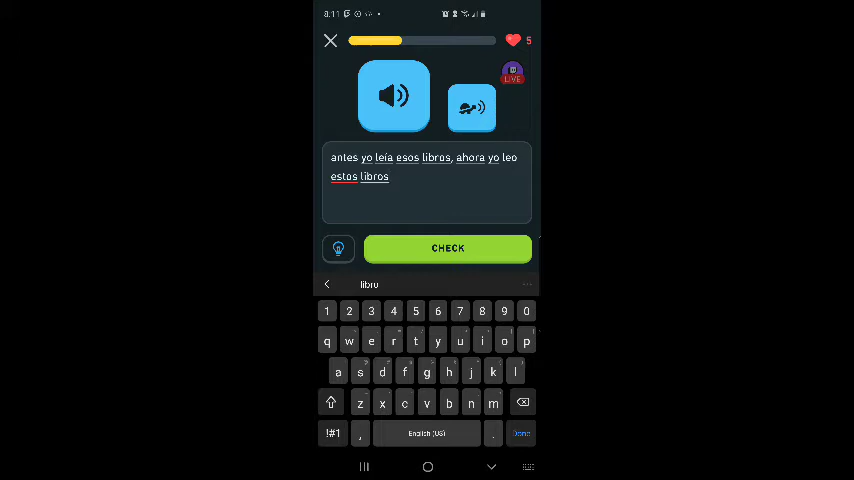 8:11
5
LIVE
antes yo leía esos libros, ahora yo leo
estos libros
CHECK
libro
1 2 3 4 5 6 7 8 9 0
q w e r t y u i o p
a s d f g h j k l
z x c v b n m
!#1 , English (US) . Done